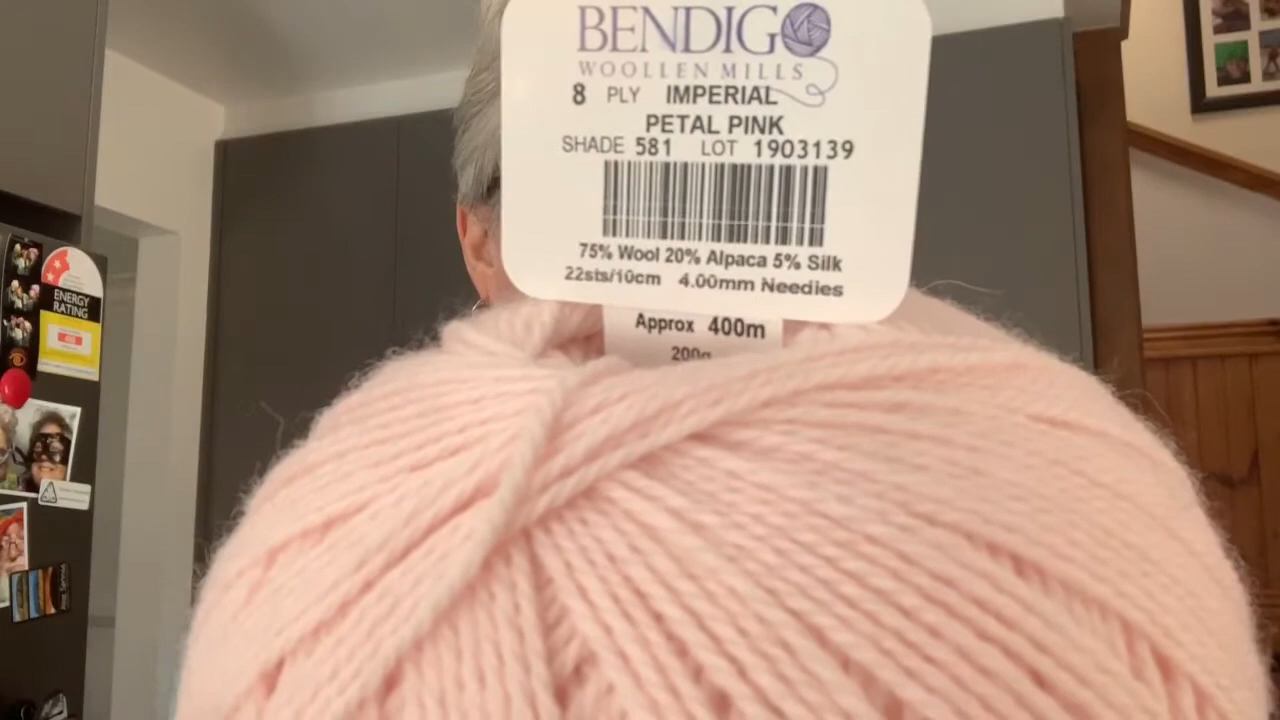 BENDIGO
WOOLLEN MILLS
8 PLY IMPERIAL
PETAL PINK
SHADE 581 LOT 1903139
75% Wool 20% Alpaca 5% Silk
22sts/10cm 4.00mm Needles
Approx 400m
200g
ENERGY
RATING